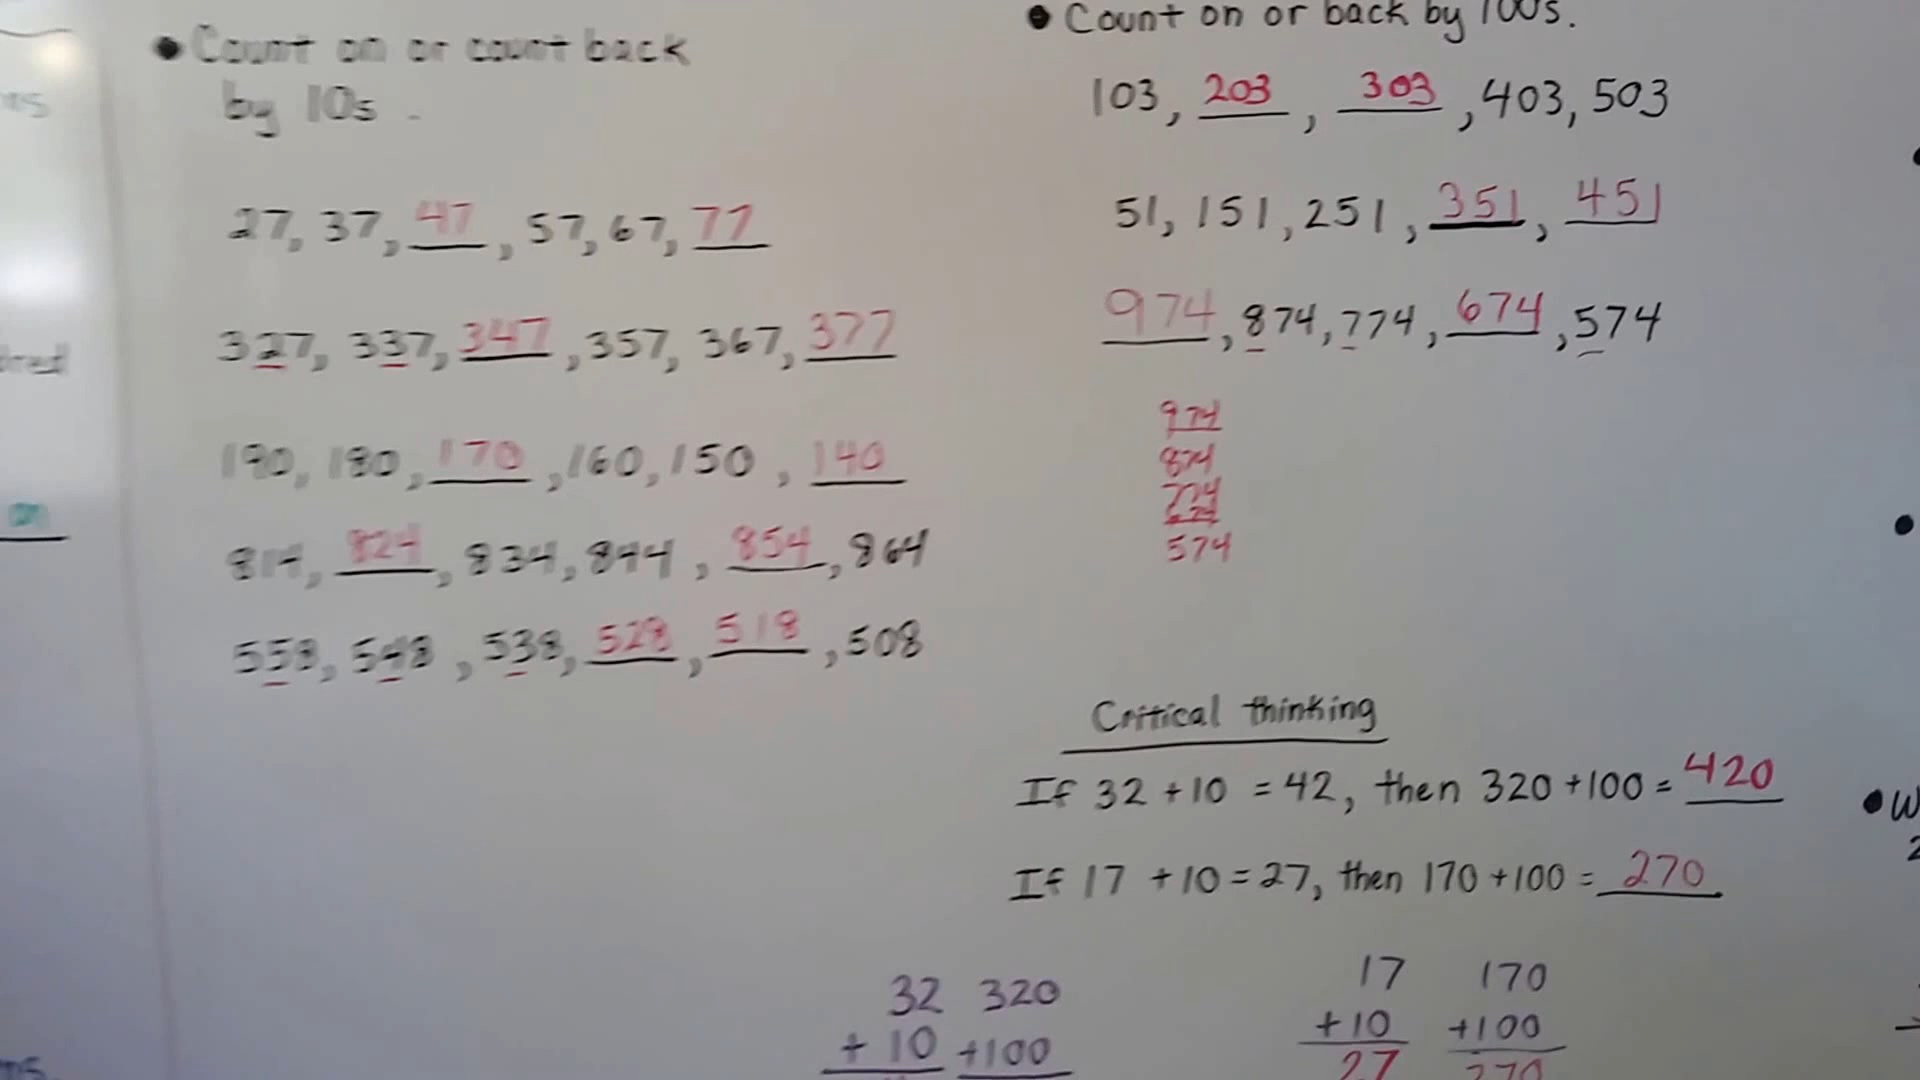 • Count on or count back
by 10s.
27, 37, 47, 57, 67, 77
327, 337, 347, 357, 367, 377
190, 180, 170, 160, 150, 140
814, 824, 834, 844, 854, 864
558, 548, 538, 528, 518, 508
• Count on or back by 100s.
103, 203, 303, 403, 503
51, 151, 251, 351, 451
974, 874, 774, 674, 574
974
874
774
674
574
Critical thinking
If 32 + 10 = 42, then 320 + 100 = 420
If 17 + 10 = 27, then 170 + 100 = 270
32 320
+ 10 +100
17 170
+10 +100
27 270